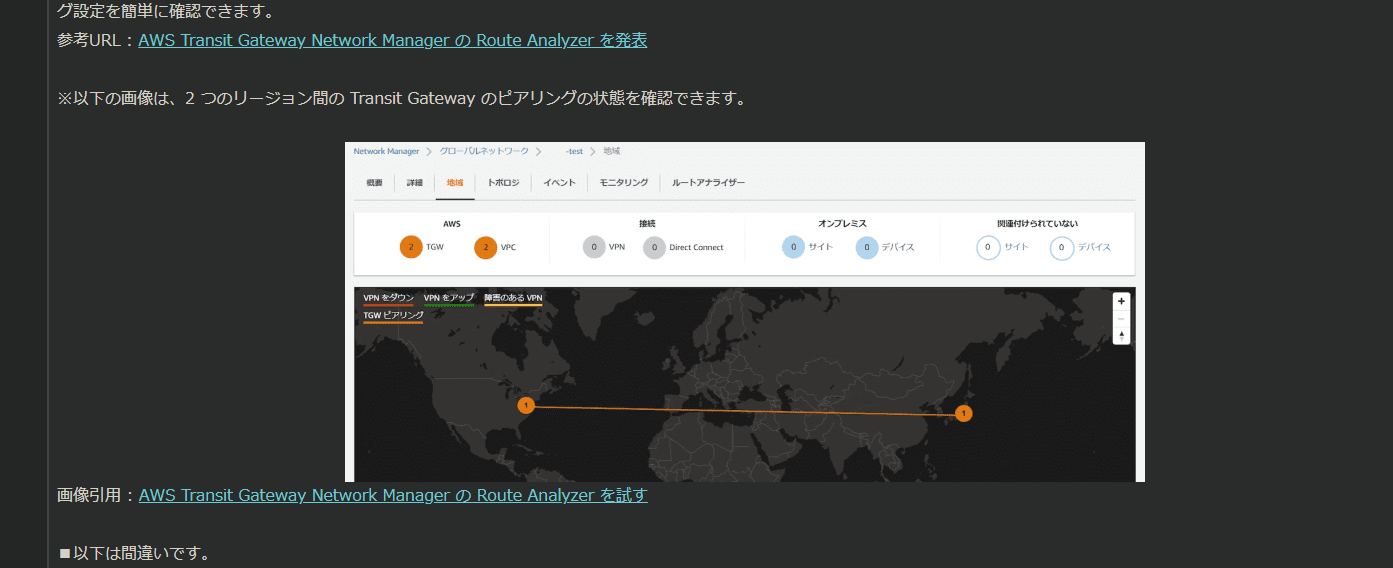 グ設定を簡単に確認できます。
参考URL：AWS Transit Gateway Network Manager の Route Analyzer を発表
※以下の画像は、2 つのリージョン間の Transit Gateway のピアリングの状態を確認できます。
Network Manager > グローバルネットワーク > -test > 地域
概要 詳細 地域 トポロジ イベント モニタリング ルートアナライザー
AWS 接続 オンプレミス 関連付けられていない
2 TGW 2 VPC 0 VPN 0 Direct Connect 0 サイト 0 デバイス 0 サイト 0 デバイス
VPN をダウン VPN をアップ 障害のある VPN
TGW ピアリング
+
−
1 1
画像引用：AWS Transit Gateway Network Manager の Route Analyzer を試す
■以下は間違いです。